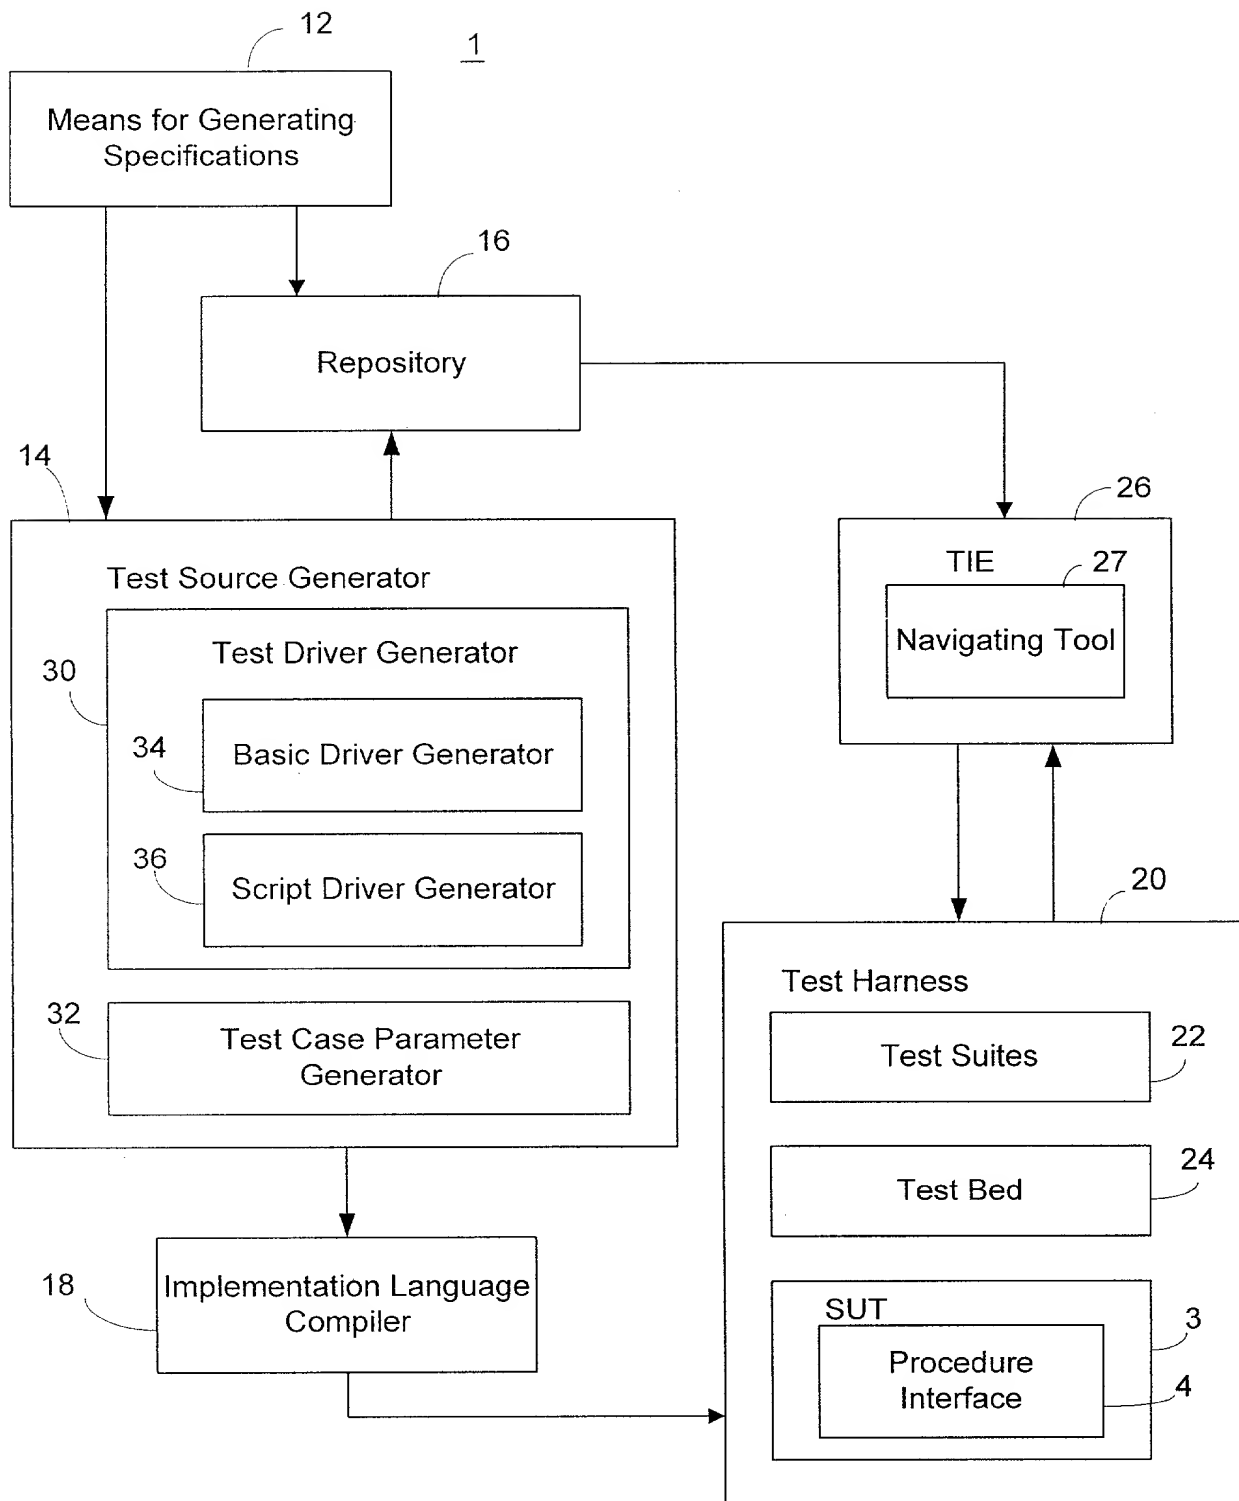 12
1
Means for Generating
Specifications
16
Repository
14
26
Test Source Generator
TIE
27
Navigating Tool
Test Driver Generator
30
34
Basic Driver Generator
36
Script Driver Generator
20
Test Harness
32
Test Case Parameter
Generator
Test Suites
22
Test Bed
24
18
Implementation Language
Compiler
SUT
3
Procedure
Interface
4